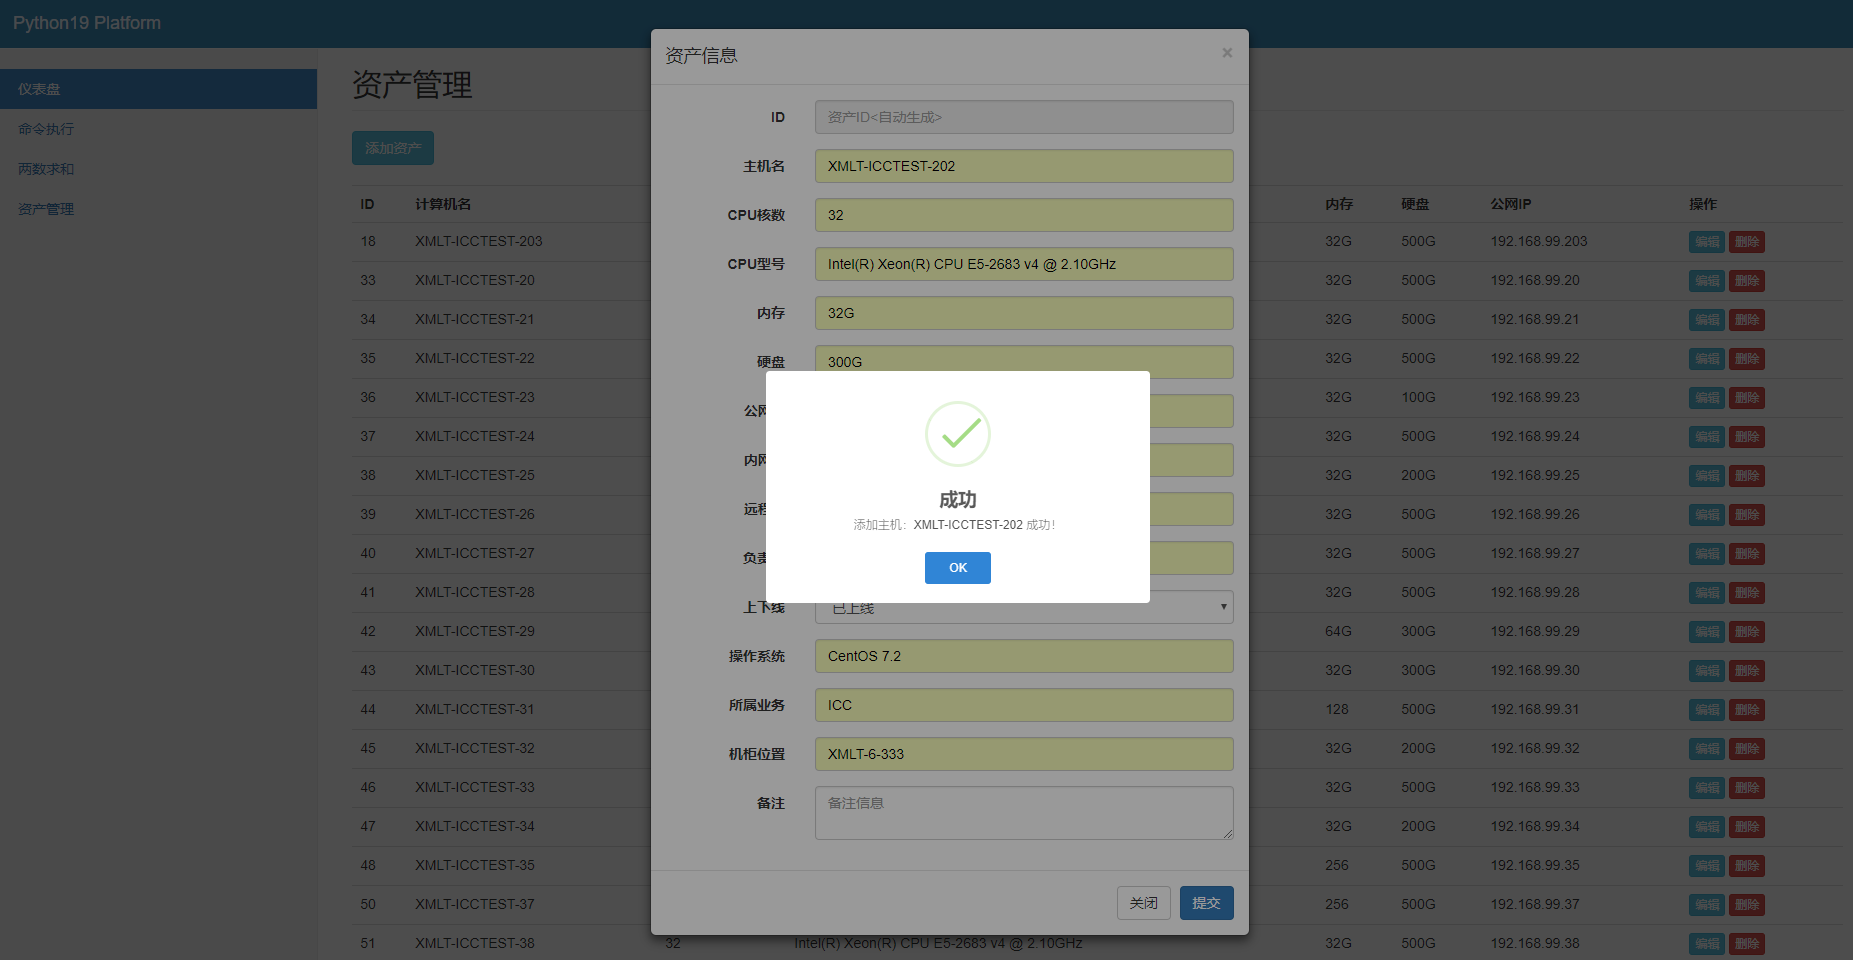 Python19 Platform
仪表盘
命令执行
两数求和
资产管理
资产管理
添加资产
ID 计算机名 内存 硬盘 公网IP 操作
18 XMLT-ICCTEST-203 32G 500G 192.168.99.203 编辑 删除
33 XMLT-ICCTEST-20 32G 500G 192.168.99.20 编辑 删除
34 XMLT-ICCTEST-21 32G 500G 192.168.99.21 编辑 删除
35 XMLT-ICCTEST-22 32G 500G 192.168.99.22 编辑 删除
36 XMLT-ICCTEST-23 32G 100G 192.168.99.23 编辑 删除
37 XMLT-ICCTEST-24 32G 500G 192.168.99.24 编辑 删除
38 XMLT-ICCTEST-25 32G 200G 192.168.99.25 编辑 删除
39 XMLT-ICCTEST-26 32G 500G 192.168.99.26 编辑 删除
40 XMLT-ICCTEST-27 32G 500G 192.168.99.27 编辑 删除
41 XMLT-ICCTEST-28 32G 500G 192.168.99.28 编辑 删除
42 XMLT-ICCTEST-29 64G 300G 192.168.99.29 编辑 删除
43 XMLT-ICCTEST-30 32G 300G 192.168.99.30 编辑 删除
44 XMLT-ICCTEST-31 128 500G 192.168.99.31 编辑 删除
45 XMLT-ICCTEST-32 32G 200G 192.168.99.32 编辑 删除
46 XMLT-ICCTEST-33 32G 500G 192.168.99.33 编辑 删除
47 XMLT-ICCTEST-34 32G 200G 192.168.99.34 编辑 删除
48 XMLT-ICCTEST-35 256 500G 192.168.99.35 编辑 删除
50 XMLT-ICCTEST-37 256 500G 192.168.99.37 编辑 删除
51 XMLT-ICCTEST-38 32 Intel(R) Xeon(R) CPU E5-2683 v4 @ 2.10GHz 32G 500G 192.168.99.38 编辑 删除
资产信息 ×
ID 资产ID<自动生成>
主机名 XMLT-ICCTEST-202
CPU核数 32
CPU型号 Intel(R) Xeon(R) CPU E5-2683 v4 @ 2.10GHz
内存 32G
硬盘 300G
公网
内网
远程
负责
上下线 已上线
操作系统 CentOS 7.2
所属业务 ICC
机柜位置 XMLT-6-333
备注 备注信息
关闭 提交
成功
添加主机：XMLT-ICCTEST-202 成功！
OK